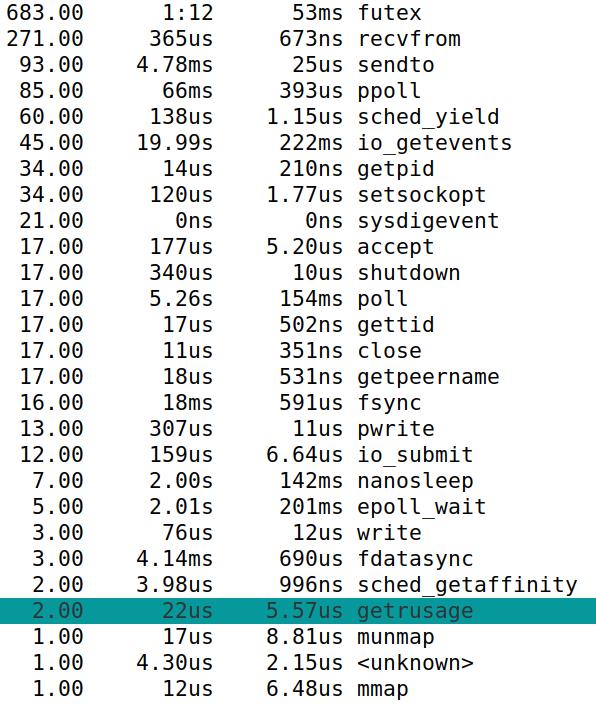 683.00 1:12 53ms futex
271.00 365us 673ns recvfrom
93.00 4.78ms 25us sendto
85.00 66ms 393us ppoll
60.00 138us 1.15us sched_yield
45.00 19.99s 222ms io_getevents
34.00 14us 210ns getpid
34.00 120us 1.77us setsockopt
21.00 0ns 0ns sysdigevent
17.00 177us 5.20us accept
17.00 340us 10us shutdown
17.00 5.26s 154ms poll
17.00 17us 502ns gettid
17.00 11us 351ns close
17.00 18us 531ns getpeername
16.00 18ms 591us fsync
13.00 307us 11us pwrite
12.00 159us 6.64us io_submit
7.00 2.00s 142ms nanosleep
5.00 2.01s 201ms epoll_wait
3.00 76us 12us write
3.00 4.14ms 690us fdatasync
2.00 3.98us 996ns sched_getaffinity
2.00 22us 5.57us getrusage
1.00 17us 8.81us munmap
1.00 4.30us 2.15us <unknown>
1.00 12us 6.48us mmap